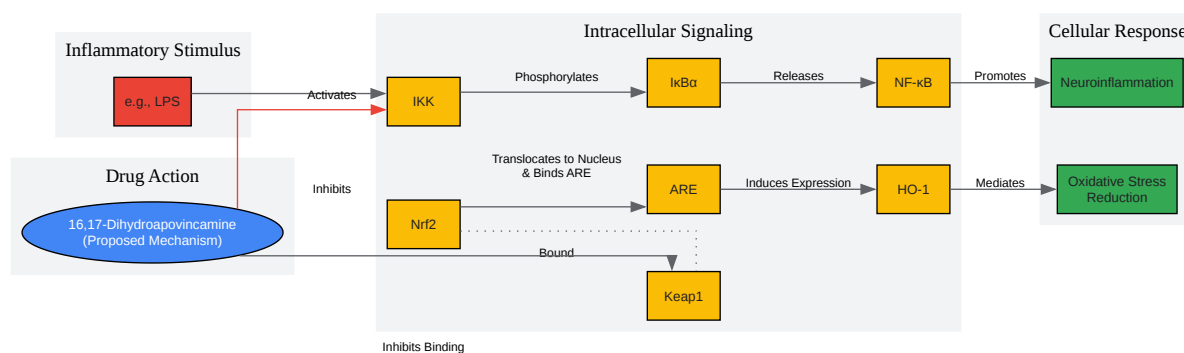 Inflammatory Stimulus
e.g., LPS
Drug Action
16,17-Dihydroapovincamine
(Proposed Mechanism)
Intracellular Signaling
Activates
IKK
Phosphorylates
IκBα
Releases
NF-κB
Promotes
Inhibits
Translocates to Nucleus
& Binds ARE
Nrf2
ARE
Induces Expression
HO-1
Mediates
Bound
Keap1
Inhibits Binding
Cellular Response
Neuroinflammation
Oxidative Stress
Reduction